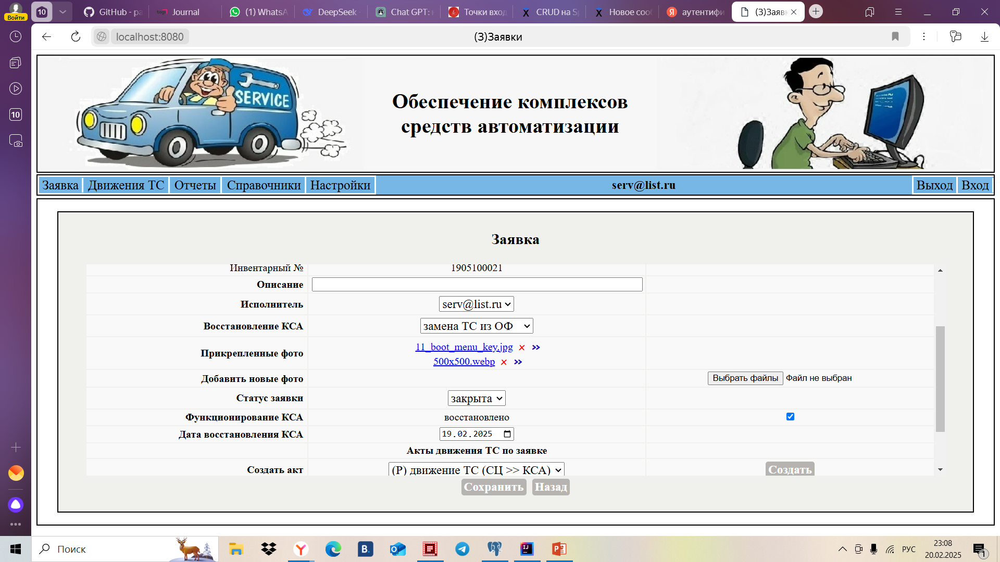 Войти
10
GitHub - pa
top Journal
(1) WhatsA
DeepSeek -
Chat GPT: н
Точки вход
CRUD на Sp
Новое сооб
Я аутентифи
(З)Заявк
localhost:8080
(З)Заявки
10
SERVICE
Обеспечение комплексов
средств автоматизации
Заявка Движения ТС Отчеты Справочники Настройки serv@list.ru Выход Вход
Заявка
Инвентарный № 1905100021
Описание
Исполнитель serv@list.ru
Восстановление КСА замена ТС из ОФ
Прикрепленные фото 11_boot_menu_key.jpg × »
500x500.webp × »
Добавить новые фото Выбрать файлы Файл не выбран
Статус заявки закрыта
Функционирование КСА восстановлено
Дата восстановления КСА 19.02.2025
Акты движения ТС по заявке
Создать акт (Р) движение ТС (СЦ >> КСА) Создать
Сохранить Назад
Поиск
B.
РУС
23:08
20.02.2025
1